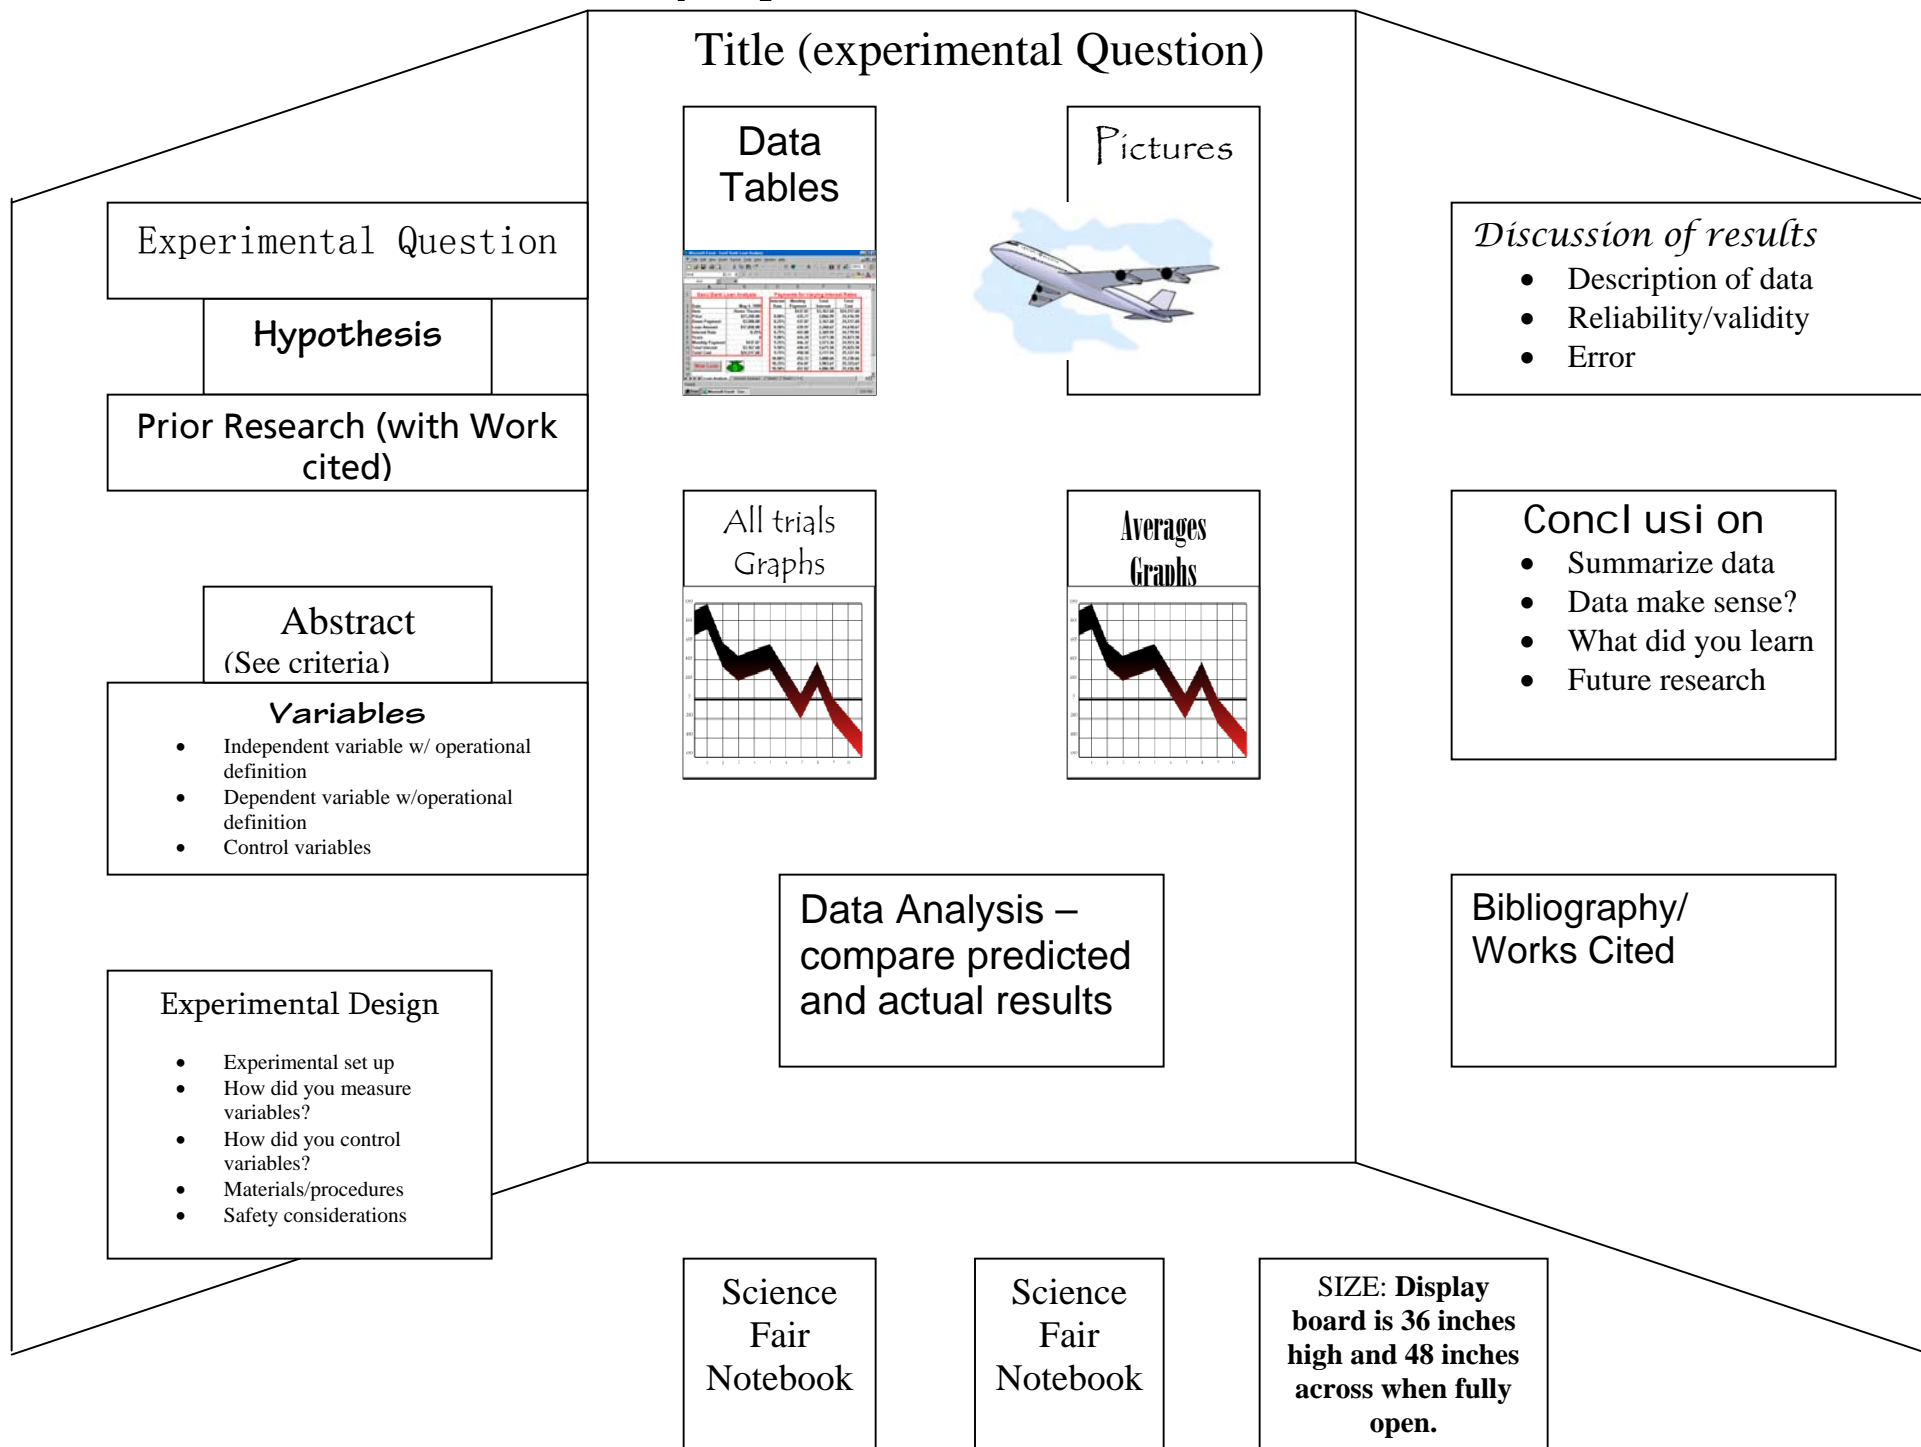 Title (experimental Question)
Experimental Question
Hypothesis
Prior Research (with Work
cited)
Abstract
(See criteria)
Variables
• Independent variable w/ operational
definition
• Dependent variable w/operational
definition
• Control variables
Experimental Design
• Experimental set up
• How did you measure
variables?
• How did you control
variables?
• Materials/procedures
• Safety considerations
Data
Tables
Pictures
All trials
Graphs
Averages
Graphs
Data Analysis –
compare predicted
and actual results
Discussion of results
• Description of data
• Reliability/validity
• Error
Conclusion
• Summarize data
• Data make sense?
• What did you learn
• Future research
Bibliography/
Works Cited
Science
Fair
Notebook
Science
Fair
Notebook
SIZE: Display
board is 36 inches
high and 48 inches
across when fully
open.